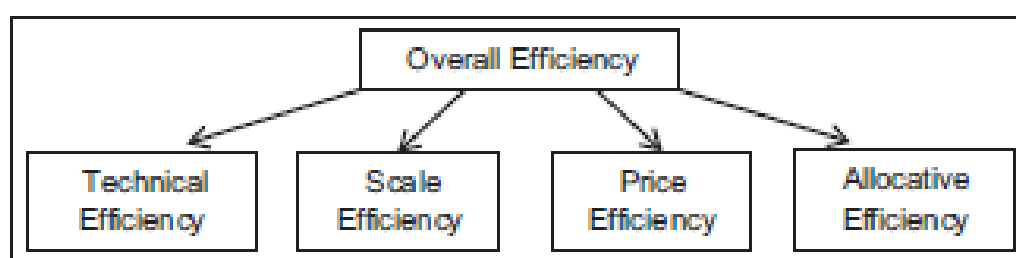 Overall Efficiency
Technical
Efficiency
Scale
Efficiency
Price
Efficiency
Allocative
Efficiency